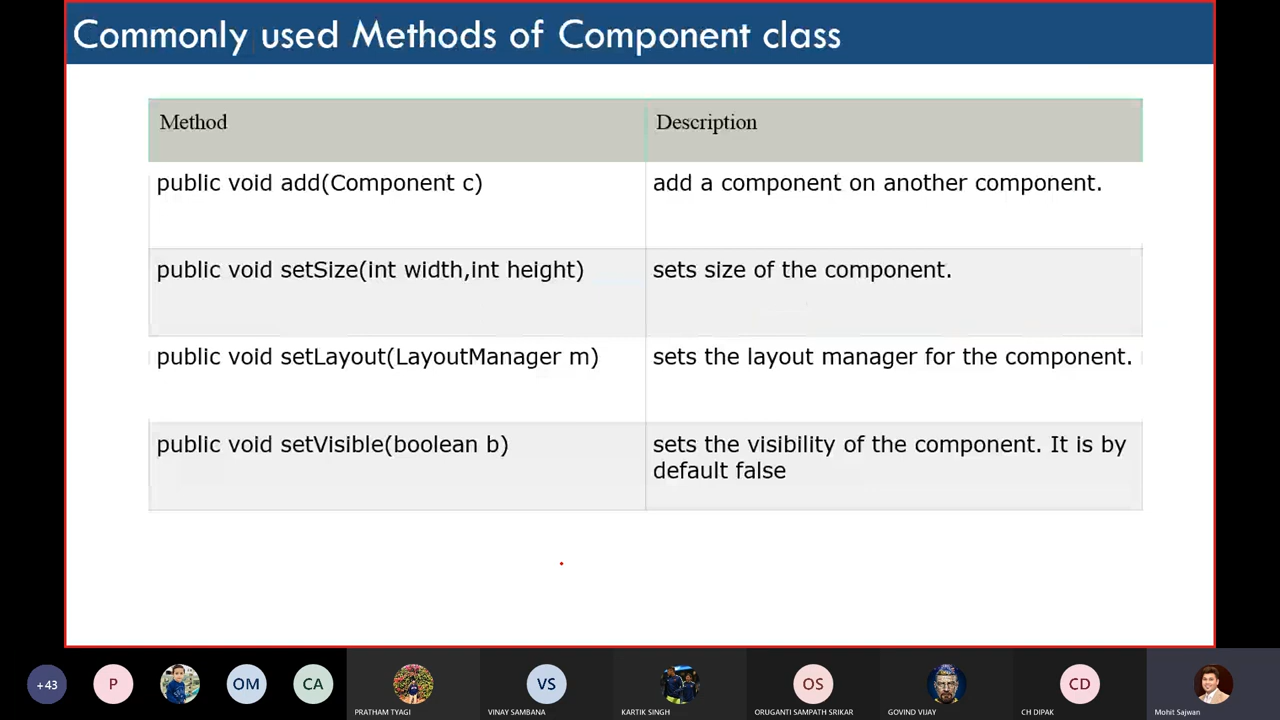 Commonly used Methods of Component class
Method
Description
public void add(Component c)
add a component on another component.
public void setSize(int width,int height)
sets size of the component.
public void setLayout(LayoutManager m)
sets the layout manager for the component.
public void setVisible(boolean b)
sets the visibility of the component. It is by
default false
+43
P
OM
CA
PRATHAM TYAGI
VS
VINAY SAMBANA
KARTIK SINGH
OS
ORUGANTI SAMPATH SRIKAR
GOVIND VIJAY
CD
CH DIPAK
Mohit Sajwan